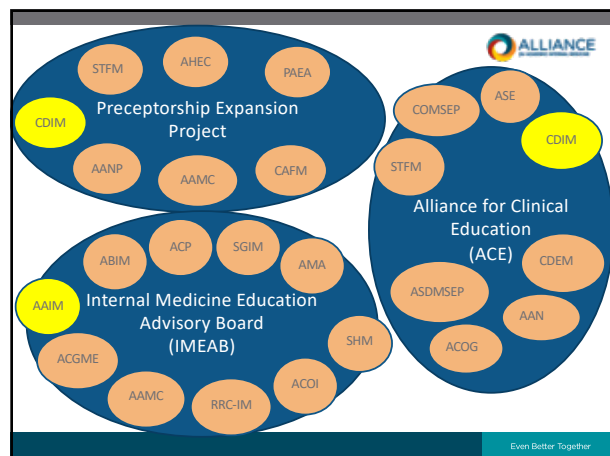 ALLIANCE
STFM
AHEC
PAEA
CDIM
Preceptorship Expansion
Project
AANP
AAMC
CAFM
COMSEP
ASE
CDIM
STFM
Alliance for Clinical
Education
(ACE)
CDEM
ASDMSEP
AAN
ACOG
ABIM
ACP
SGIM
AMA
AAIM
Internal Medicine Education
Advisory Board
(IMEAB)
SHM
ACGME
AAMC
RRC-IM
ACOI
Even Better Together